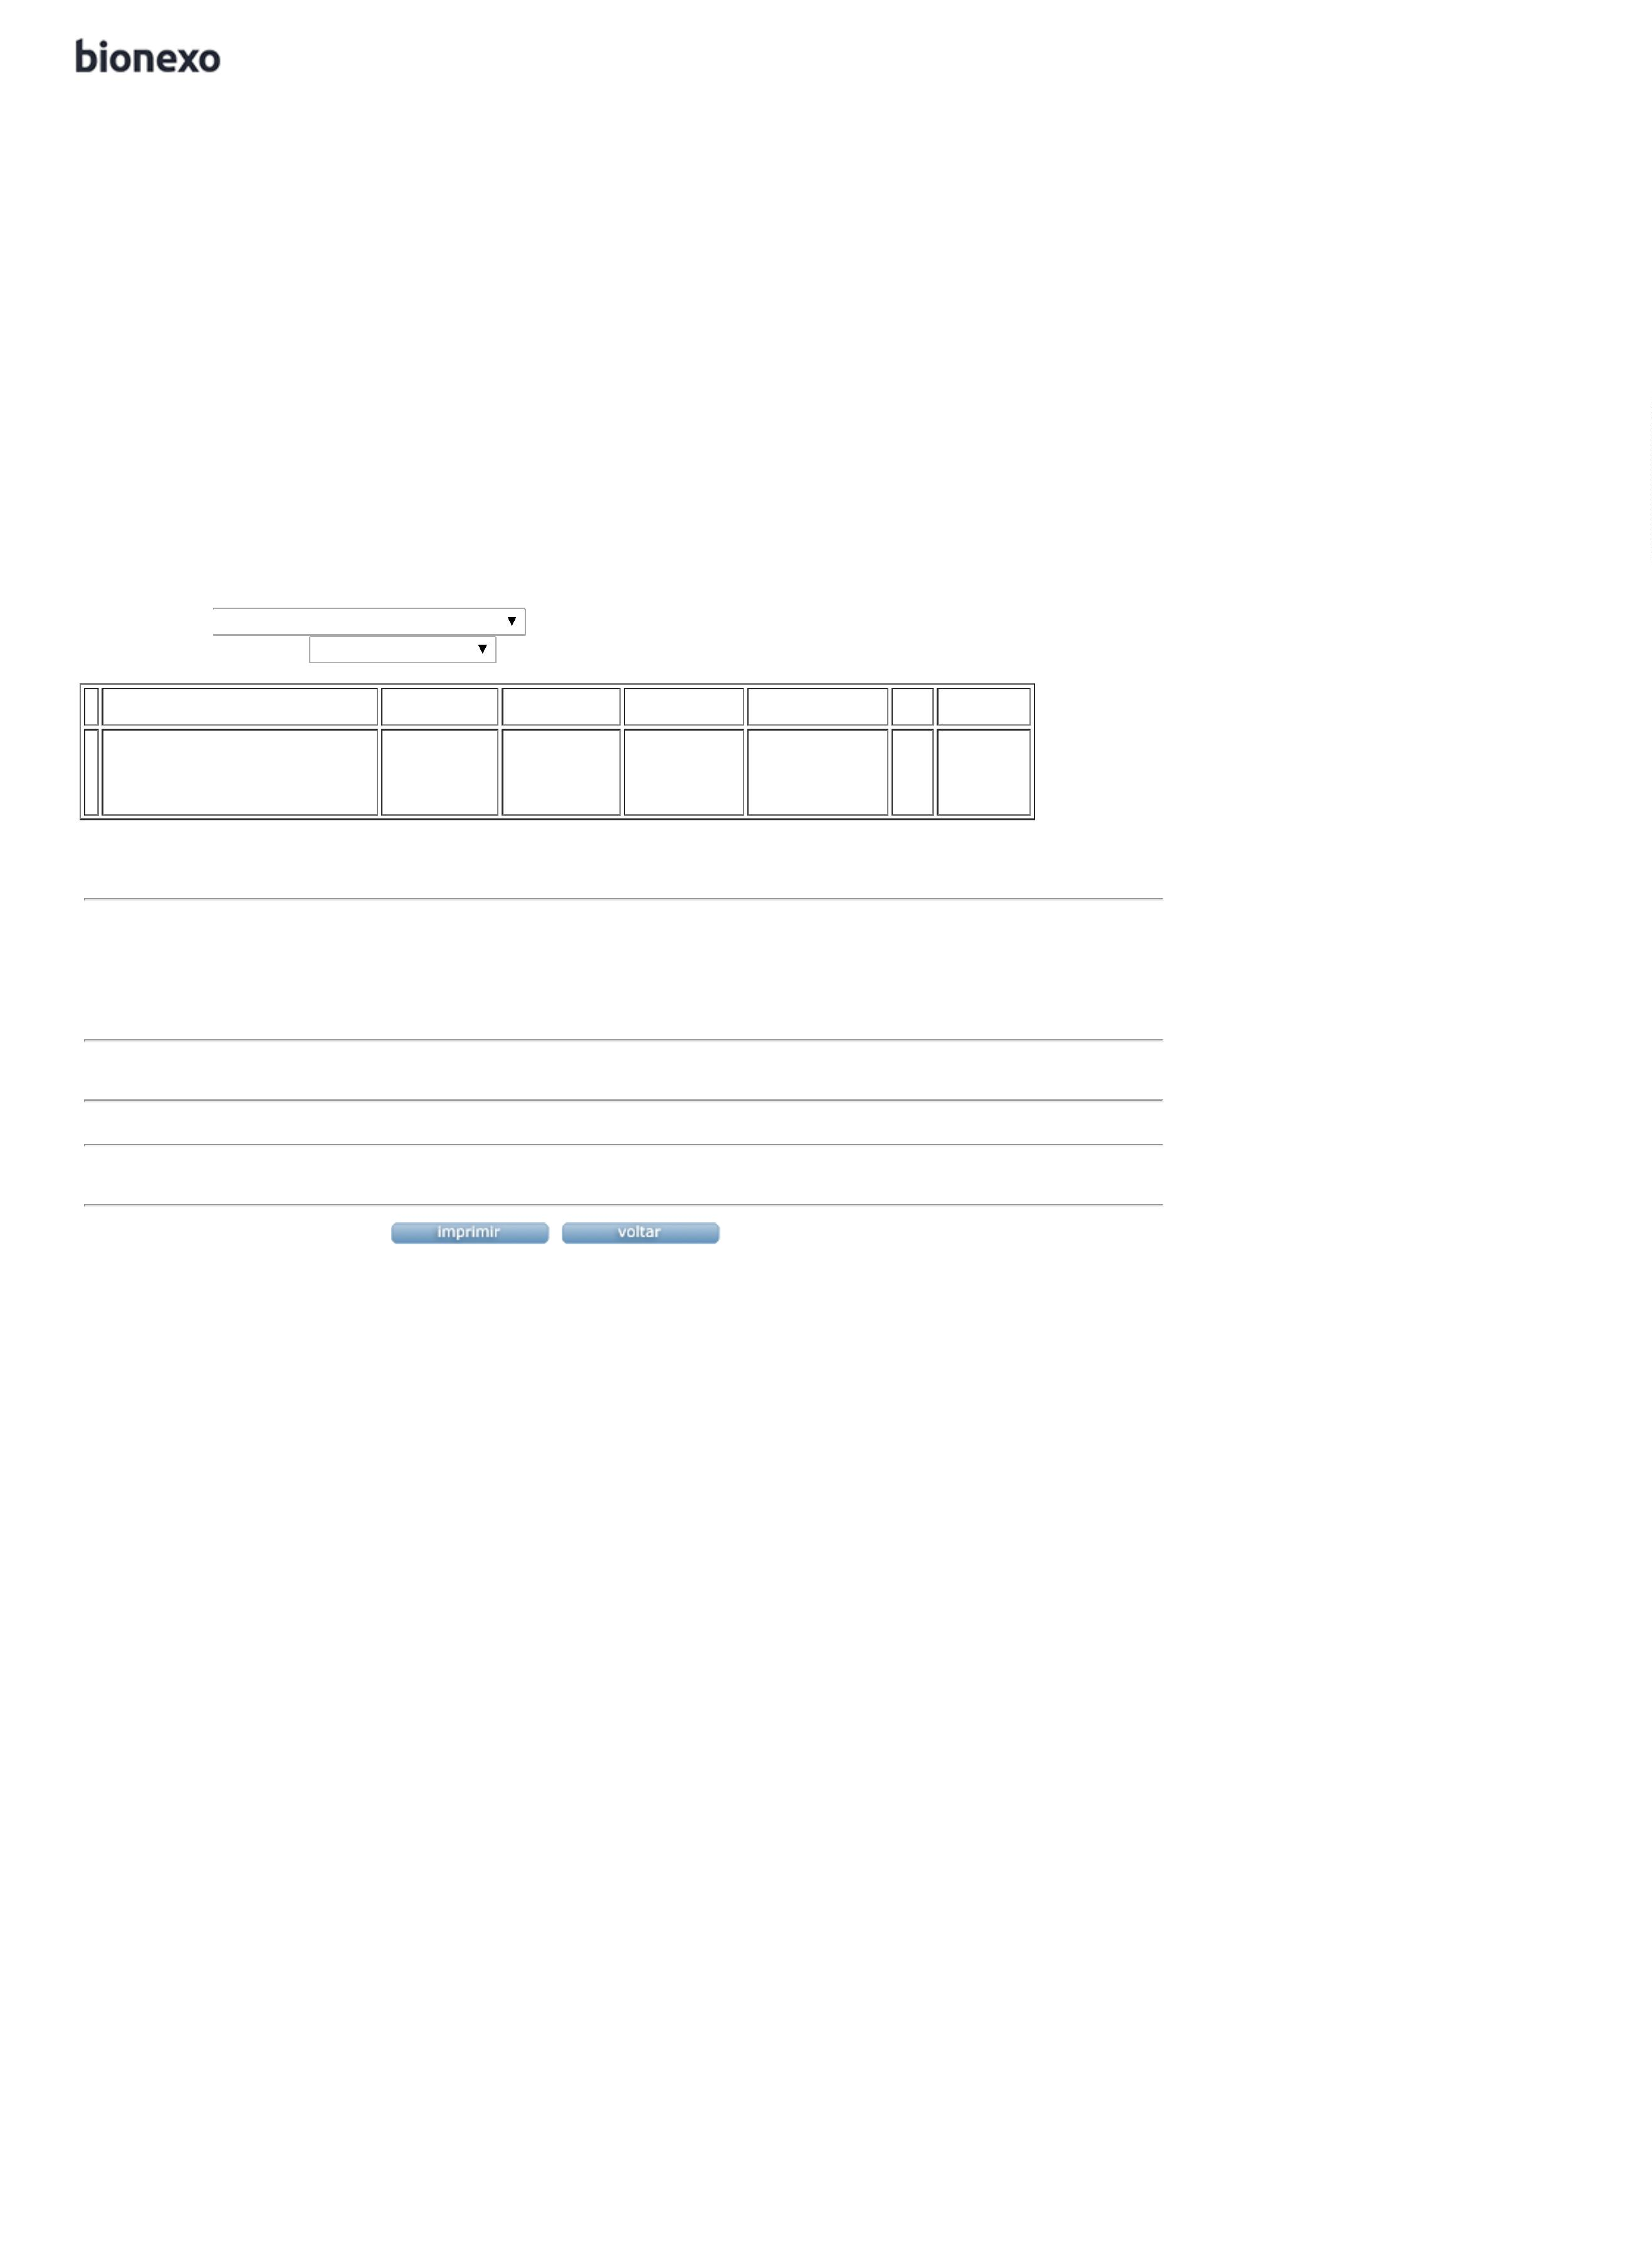 bionexo
▼
▼
imprimir voltar